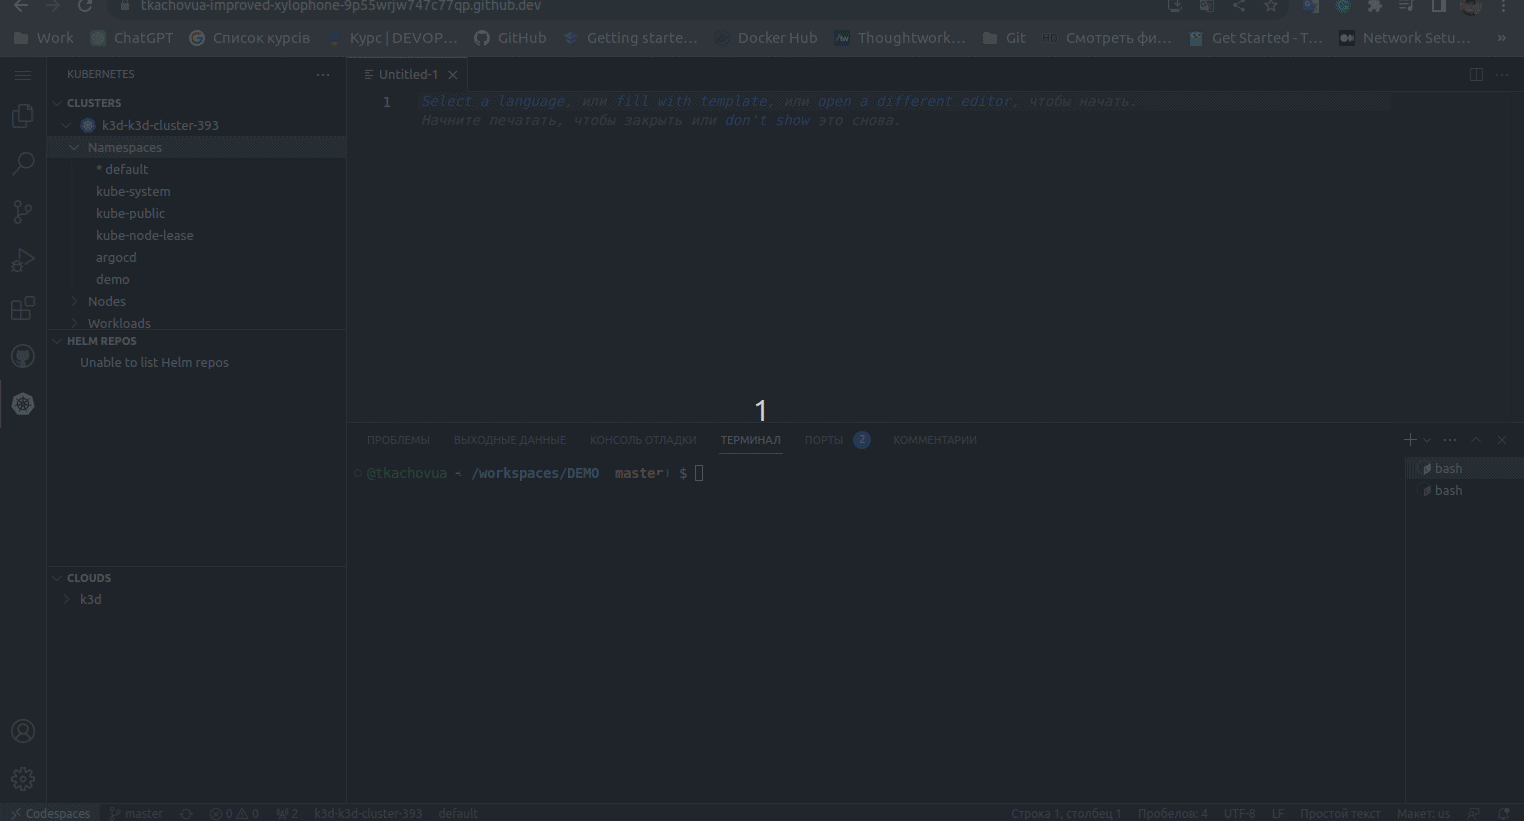 tkachovua-improved-xylophone-9p55wrjw747c77qp.github.dev
Work ChatGPT Список курсів Курс | DEVOP... GitHub Getting starte... Docker Hub Thoughtwork... Git HD Смотреть фи... Get Started - T... Network Setu... »
KUBERNETES ...
Untitled-1
CLUSTERS
k3d-k3d-cluster-393
Namespaces
* default
kube-system
kube-public
kube-node-lease
argocd
demo
Nodes
Workloads
HELM REPOS
Unable to list Helm repos
CLOUDS
k3d
1 Select a language, или fill with template, или open a different editor, чтобы начать.
Начните печатать, чтобы закрыть или don't show это снова.
1
ПРОБЛЕМЫ ВЫХОДНЫЕ ДАННЫЕ КОНСОЛЬ ОТЛАДКИ ТЕРМИНАЛ ПОРТЫ 2 КОММЕНТАРИИ
@tkachovua /workspaces/DEMO master $
bash
bash
Codespaces master 0 0 2 k3d-k3d-cluster-393 default Строка 1, столбец 1 Пробелов: 4 UTF-8 LF Простой текст Макет: us